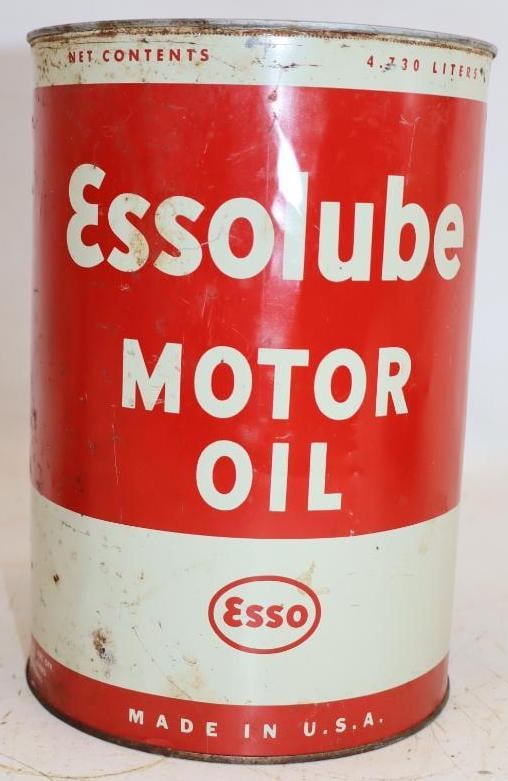 NET CONTENTS 4.730 LITERS
Essolube
MOTOR
OIL
Esso
MADE IN U.S.A.